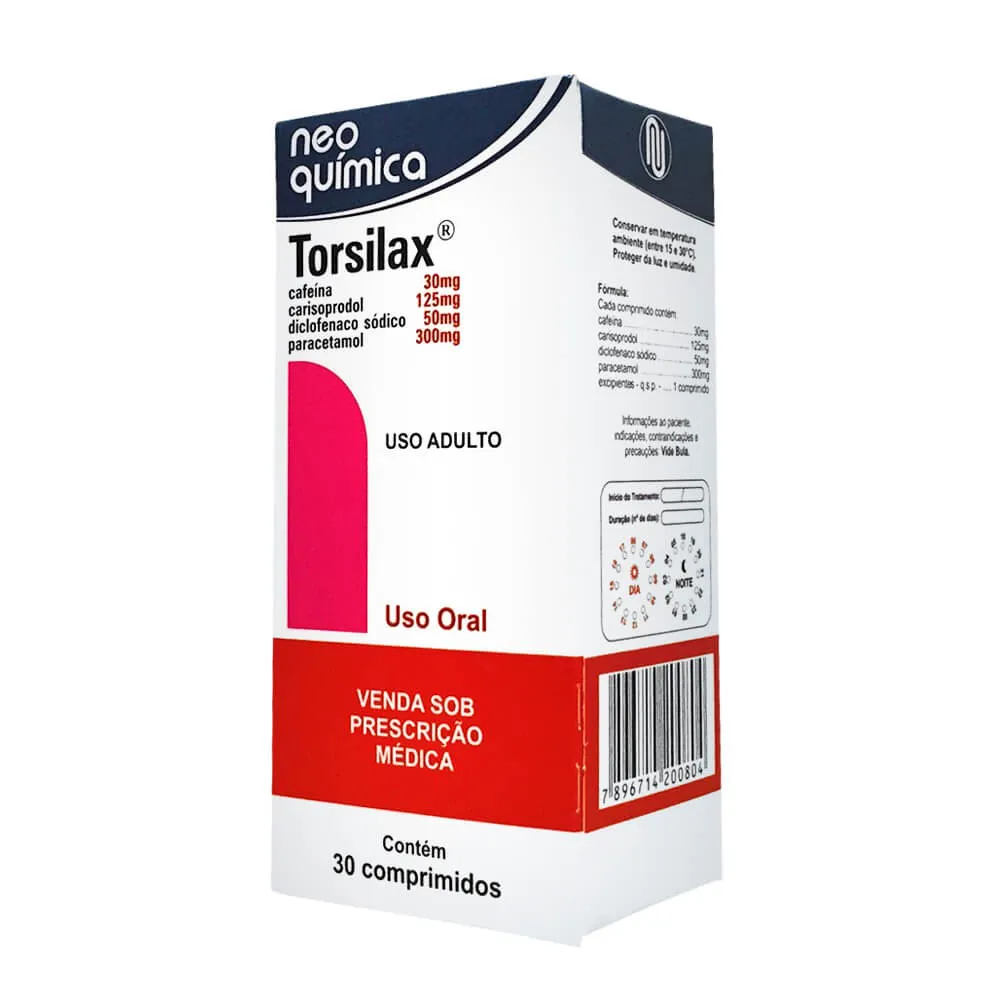 neo
química
Torsilax®
cafeína 30mg
carisoprodol 125mg
diclofenaco sódico 50mg
paracetamol 300mg
USO ADULTO
Uso Oral
VENDA SOB
PRESCRIÇÃO
MÉDICA
Contém
30 comprimidos
Conservar em temperatura
ambiente (entre 15 e 30ºC).
Proteger da luz e umidade.
Fórmula:
Cada comprimido contém:
cafeína 30mg
carisoprodol 125mg
diclofenaco sódico 50mg
paracetamol 300mg
excipientes - q.s.p. - .... 1 comprimido
Informações ao paciente,
indicações, contraindicações e
precauções: Vide Bula.
Início do Tratamento: /
Duração (nº de dias):
DIA
NOITE
7 896714 200804